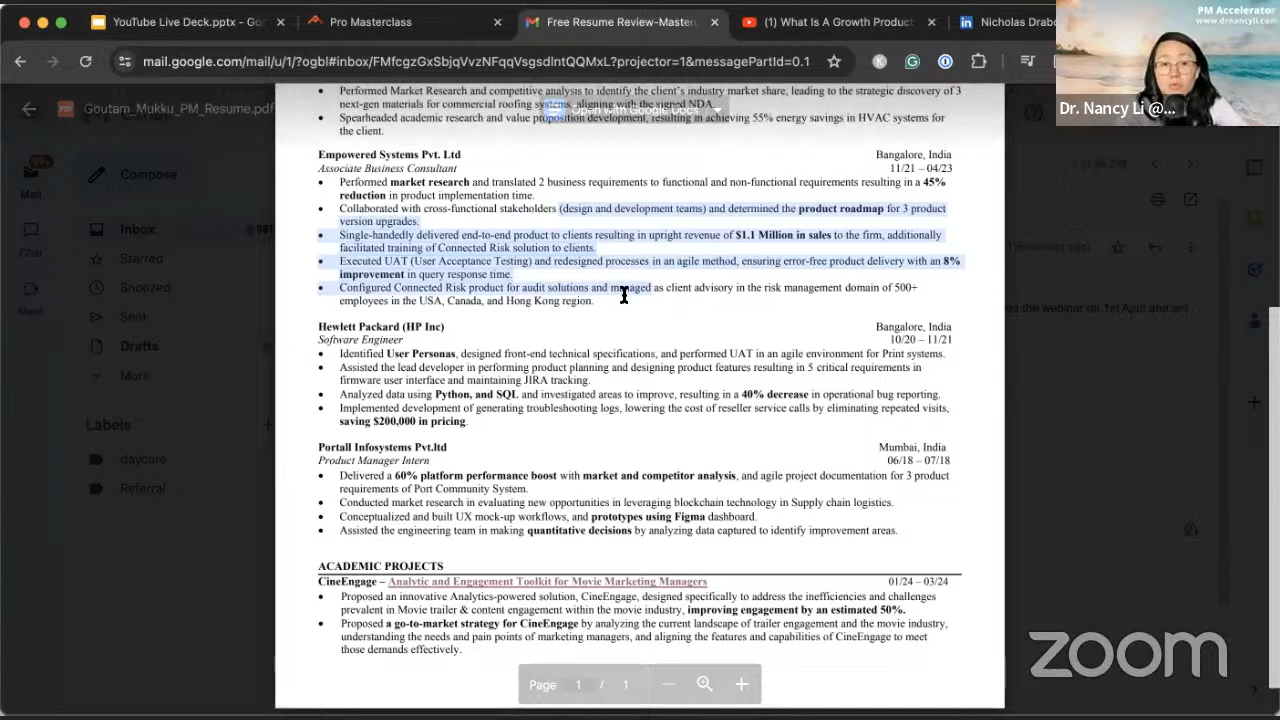 YouTube Live Deck.pptx - Go
Pro Masterclass
Free Resume Review-Master
(1) What Is A Growth Product
Nicholas Drabo
PM Accelerator
www.drnancyli.com
mail.google.com/mail/u/1/?ogbl#inbox/FMfcgzGxSbjqVvzNFqqVsgsdlntQQMxL?projector=1&messagePartId=0.1
Dr. Nancy Li @...
Goutam_Mukku_PM_Resume.pdf
Open with Google Docs
Performed Market Research and competitive analysis to identify the client's industry market share, leading to the strategic discovery of 3
next-gen materials for commercial roofing systems, aligning with the signed NDA.
Spearheaded academic research and value proposition development, resulting in achieving 55% energy savings in HVAC systems for
the client.
Empowered Systems Pvt. Ltd Bangalore, India
Associate Business Consultant 11/21 – 04/23
• Performed market research and translated 2 business requirements to functional and non-functional requirements resulting in a 45%
reduction in product implementation time.
• Collaborated with cross-functional stakeholders (design and development teams) and determined the product roadmap for 3 product
version upgrades.
• Single-handedly delivered end-to-end product to clients resulting in upright revenue of $1.1 Million in sales to the firm, additionally
facilitated training of Connected Risk solution to clients.
• Executed UAT (User Acceptance Testing) and redesigned processes in an agile method, ensuring error-free product delivery with an 8%
improvement in query response time.
• Configured Connected Risk product for audit solutions and managed as client advisory in the risk management domain of 500+
employees in the USA, Canada, and Hong Kong region.
Hewlett Packard (HP Inc) Bangalore, India
Software Engineer 10/20 – 11/21
• Identified User Personas, designed front-end technical specifications, and performed UAT in an agile environment for Print systems.
• Assisted the lead developer in performing product planning and designing product features resulting in 5 critical requirements in
firmware user interface and maintaining JIRA tracking.
• Analyzed data using Python, and SQL and investigated areas to improve, resulting in a 40% decrease in operational bug reporting.
• Implemented development of generating troubleshooting logs, lowering the cost of reseller service calls by eliminating repeated visits,
saving $200,000 in pricing.
Portall Infosystems Pvt.ltd Mumbai, India
Product Manager Intern 06/18 – 07/18
• Delivered a 60% platform performance boost with market and competitor analysis, and agile project documentation for 3 product
requirements of Port Community System.
• Conducted market research in evaluating new opportunities in leveraging blockchain technology in Supply chain logistics.
• Conceptualized and built UX mock-up workflows, and prototypes using Figma dashboard.
• Assisted the engineering team in making quantitative decisions by analyzing data captured to identify improvement areas.
ACADEMIC PROJECTS
CineEngage – Analytic and Engagement Toolkit for Movie Marketing Managers 01/24 – 03/24
• Proposed an innovative Analytics-powered solution, CineEngage, designed specifically to address the inefficiencies and challenges
prevalent in Movie trailer & content engagement within the movie industry, improving engagement by an estimated 50%.
• Proposed a go-to-market strategy for CineEngage by analyzing the current landscape of trailer engagement and the movie industry,
understanding the needs and pain points of marketing managers, and aligning the features and capabilities of CineEngage to meet
those demands effectively.
Page 1 / 1
Mail
Chat
Meet
Compose
Inbox
Starred
Snoozed
Sent
Drafts
More
Labels
daycare
Referral
the webinar on 1st April and am
zoom